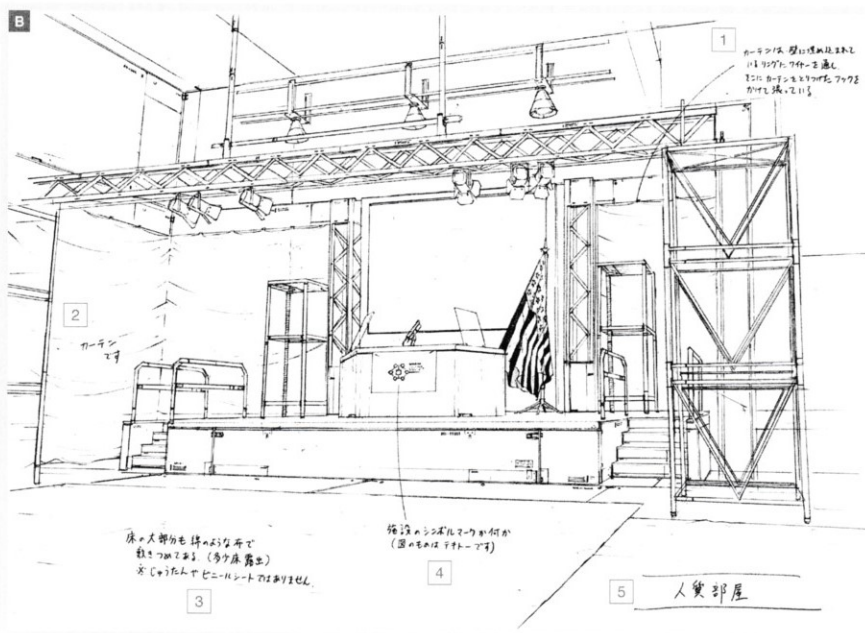 B
1
カーテンは 壁に埋め込まれて
いるリングに ワイヤーを通し
そこに カーテンをとりつけた フックを
かけて 張っている
2
カーテン
です
床の大部分も 緑のような布で
敷きつめてある。(多少床露出)
※じゅうたんや ビニールシートではありません。
3
施設のシンボルマークか何か
(図のものは テキトーです)
4
5
人質部屋